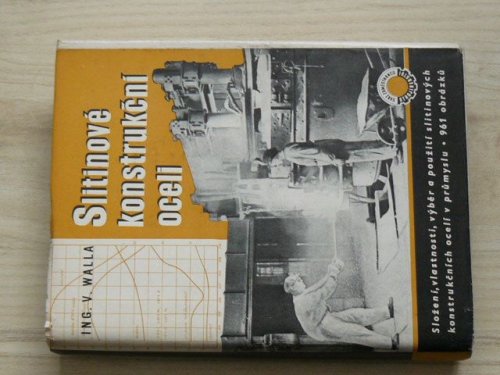 ING. V. WALLA
Slitinové
konstrukční
oceli
Složení, vlastnosti, výběr a použití slitinových
konstrukčních ocelí v průmyslu • 961 obrázků